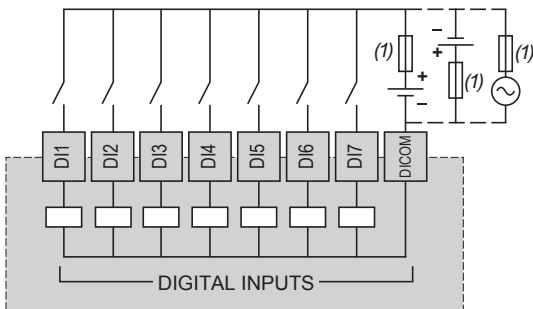 (1) (1) (1)
+ - + - 
DI1 DI2 DI3 DI4 DI5 DI6 DI7 DICOM
DIGITAL INPUTS